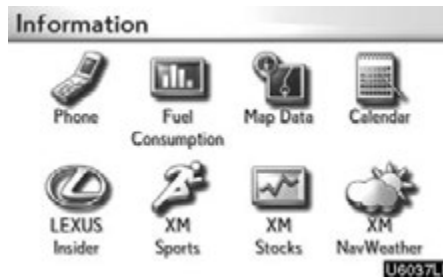 Information
Phone
Fuel
Consumption
Map Data
Calendar
LEXUS
Insider
XM
Sports
XM
Stocks
XM
NavWeather
U6037L